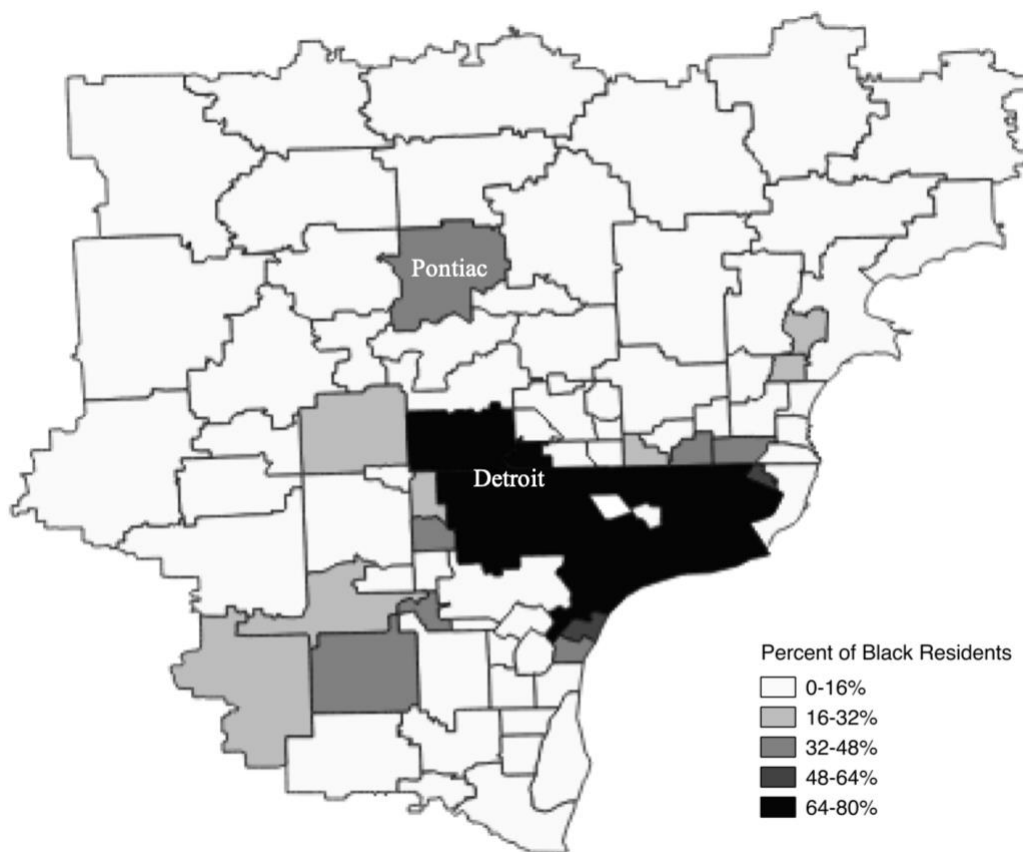 Pontiac
Detroit
Percent of Black Residents
0-16%
16-32%
32-48%
48-64%
64-80%